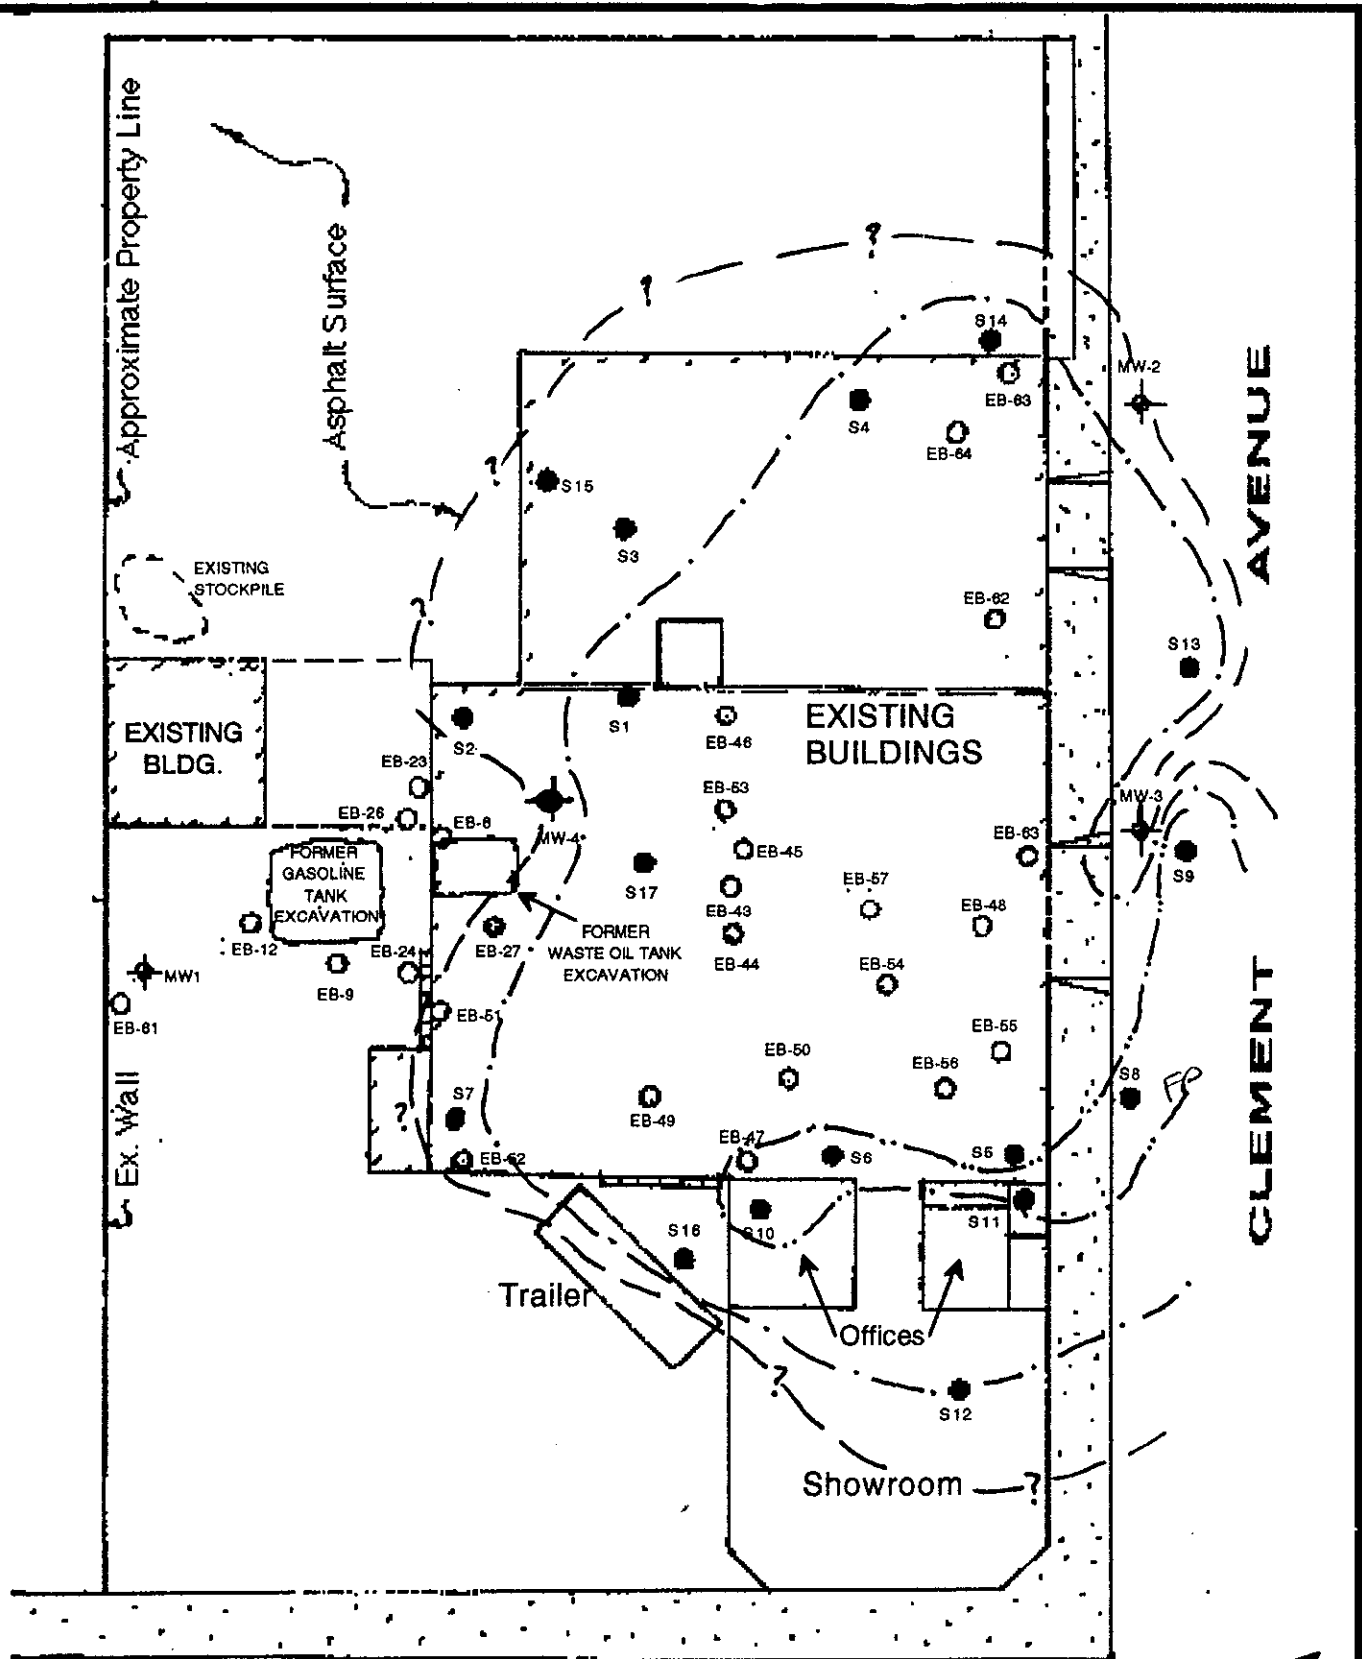 Approximate Property Line
Asphalt Surface
?
?
?
?
S14
EB-63
MW-2
S4
EB-64
AVENUE
S15
S3
EXISTING
STOCKPILE
EB-62
S13
EXISTING
BLDG.
S2
S1
EB-46
EXISTING
BUILDINGS
EB-23
EB-26
EB-6
MW-4
EB-53
EB-45
MW-3
EB-63
S9
FORMER
GASOLINE
TANK
EXCAVATION
S17
EB-43
EB-57
EB-48
EB-12
EB-24
EB-27
FORMER
WASTE OIL TANK
EXCAVATION
EB-44
EB-54
MW1
EB-9
EB-61
EB-51
EB-55
EB-50
EB-56
S8
FP
CLEMENT
Ex. Wall
?
S7
EB-49
EB-47
EB-52
S6
S5
S16
S10
S11
Trailer
Offices
?
S12
Showroom
?